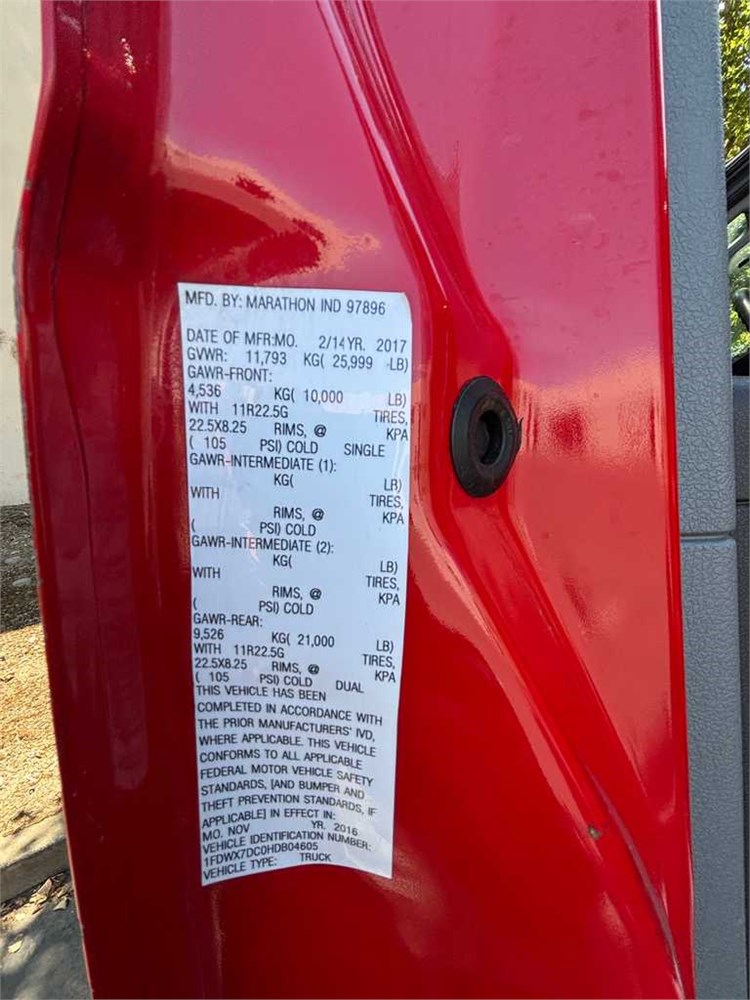 MFD. BY: MARATHON IND 97896
DATE OF MFR:MO. 2/14YR. 2017
GVWR: 11,793 KG( 25,999 LB)
GAWR-FRONT:
4,536 KG( 10,000 LB)
WITH 11R22.5G TIRES,
22.5X8.25 RIMS, @ KPA
( 105 PSI) COLD SINGLE
GAWR-INTERMEDIATE (1):
KG( LB)
WITH TIRES,
RIMS, @ KPA
( PSI) COLD
GAWR-INTERMEDIATE (2):
KG( LB)
WITH TIRES,
RIMS, @ KPA
( PSI) COLD
GAWR-REAR:
9,526 KG( 21,000 LB)
WITH 11R22.5G TIRES,
22.5X8.25 RIMS, @ KPA
( 105 PSI) COLD DUAL
THIS VEHICLE HAS BEEN
COMPLETED IN ACCORDANCE WITH
THE PRIOR MANUFACTURERS' IVD,
WHERE APPLICABLE. THIS VEHICLE
CONFORMS TO ALL APPLICABLE
FEDERAL MOTOR VEHICLE SAFETY
STANDARDS, [AND BUMPER AND
THEFT PREVENTION STANDARDS, IF
APPLICABLE] IN EFFECT IN:
MO. NOV YR. 2016
VEHICLE IDENTIFICATION NUMBER:
1FDWX7DC0HDB04605
VEHICLE TYPE: TRUCK